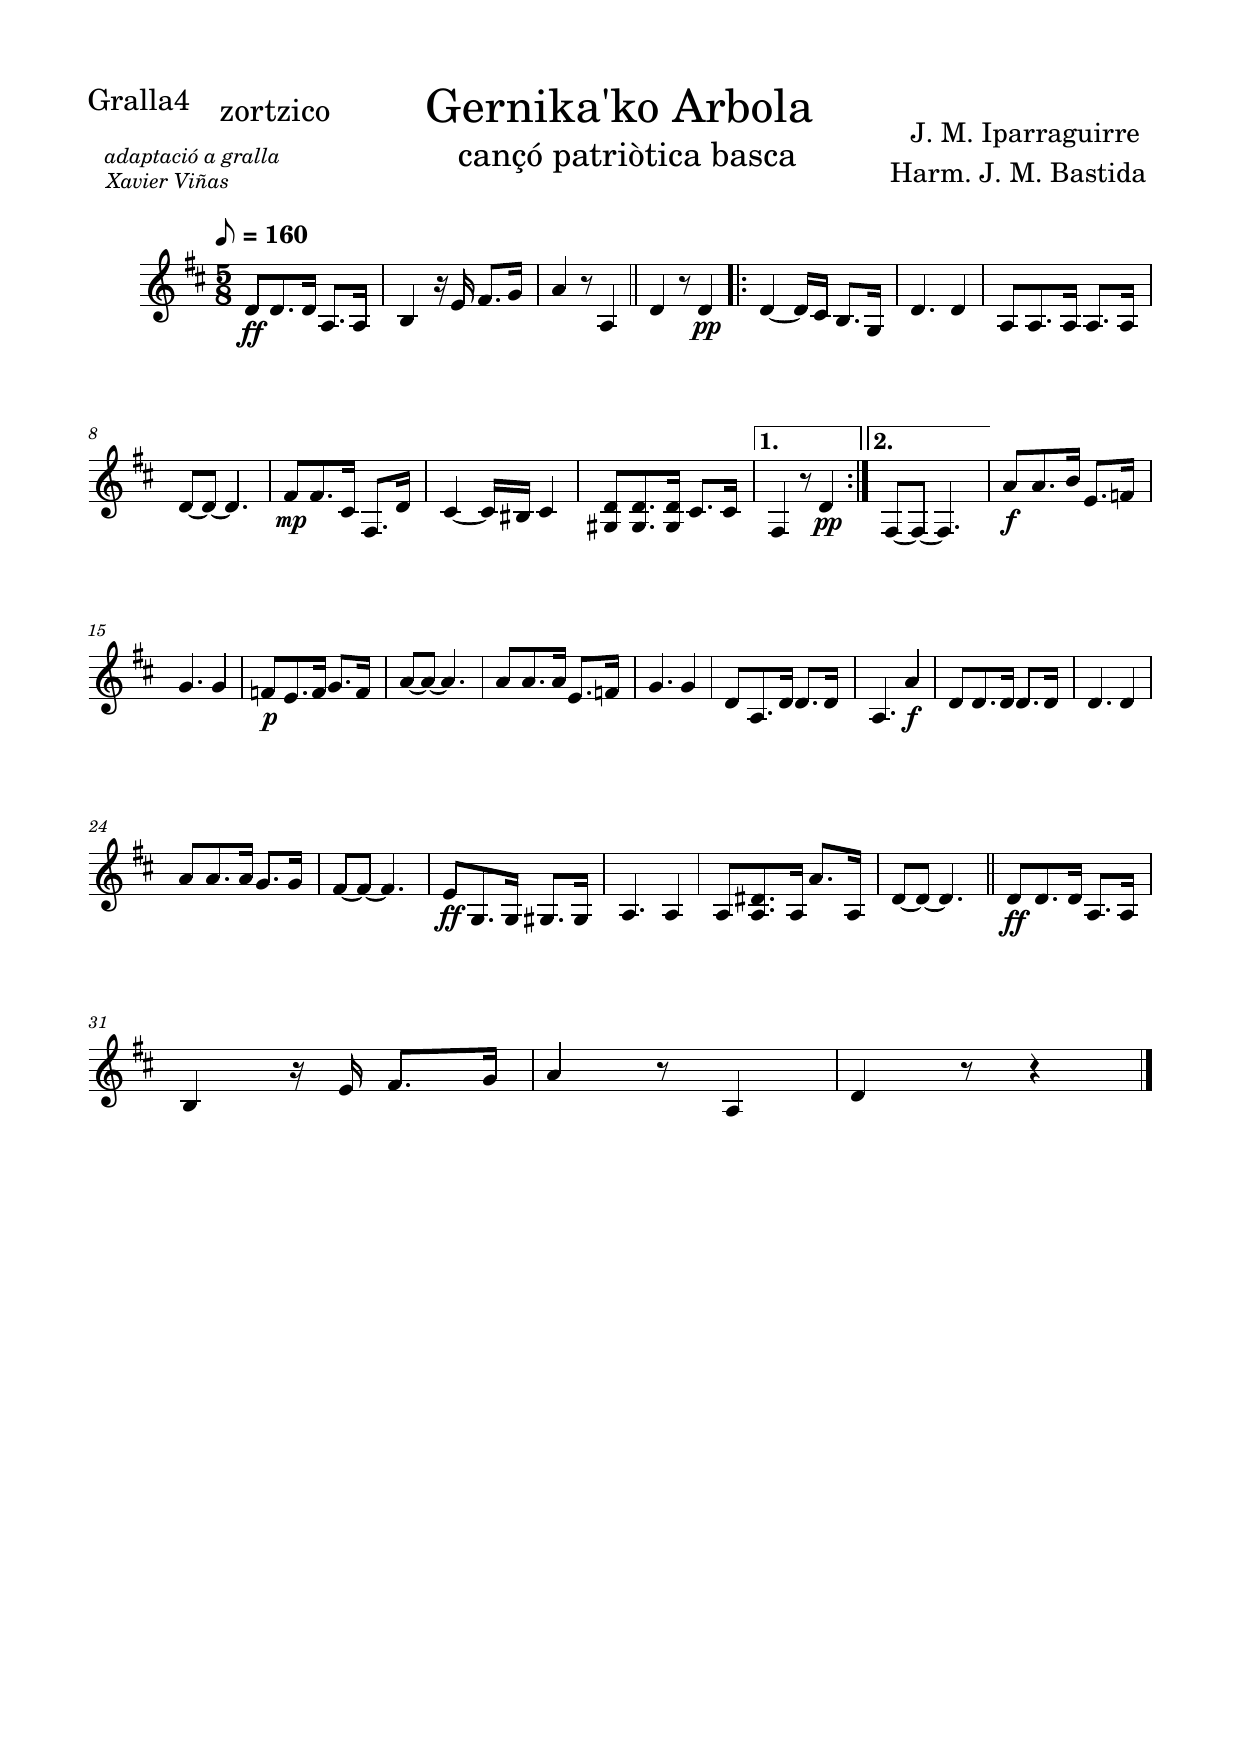 Gralla4
zortzico
Gernika'ko Arbola
cançó patriòtica basca
J. M. Iparraguirre
Harm. J. M. Bastida
adaptació a gralla
Xavier Viñas
= 160
5
8
ff
pp
8
mp
1.
pp
2.
f
15
p
f
24
ff
ff
31